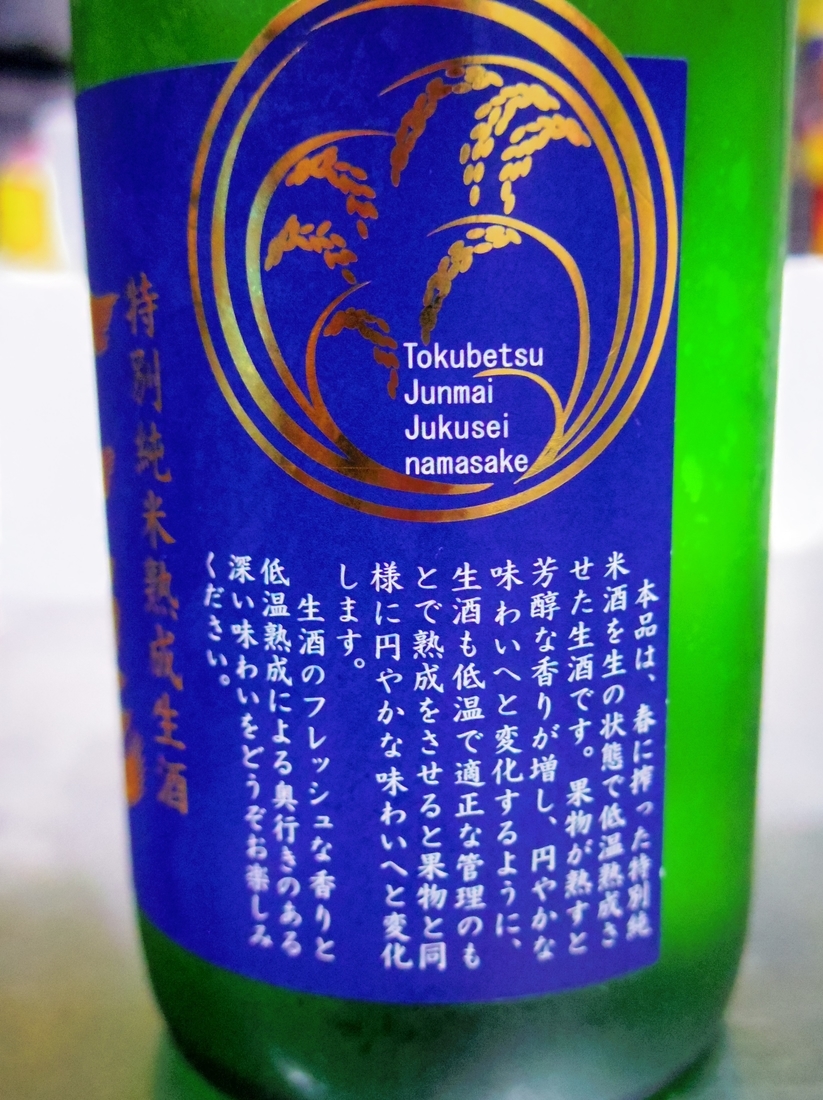 Tokubetsu
Junmai
Jukusei
namasake
本品は、春に搾った特別純
米酒を生の状態で低温熟成さ
せた生酒です。果物が熟すと
芳醇な香りが増し、円やかな
味わいへと変化するように、
生酒も低温で適正な管理のも
とで熟成をさせると果物と同
様に円やかな味わいへと変化
します。
生酒のフレッシュな香りと
低温熟成による奥行きのある
深い味わいをどうぞお楽しみ
ください。
特別純米熟成生酒